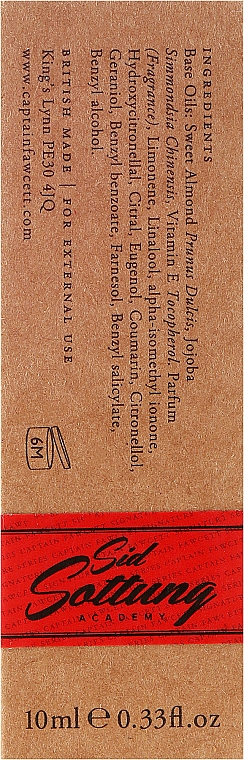 INGREDIENTS
Base Oils: Sweet Almond Prunus Dulcis, Jojoba
Simmondsia Chinensis, Vitamin E Tocopherol. Parfum
(Fragrance), Limonene, Linalool, alpha-isomethyl ionone,
Hydroxycitronellal, Citral, Eugenol, Coumarin, Citronellol,
Geraniol, Benzyl benzoate, Farnesol, Benzyl salicylate,
Benzyl alcohol.
BRITISH MADE | FOR EXTERNAL USE
King's Lynn PE30 4JQ
www.captainfawcett.com
6M
Sid
Sottung
ACADEMY
10ml ℮ 0.33fl.oz